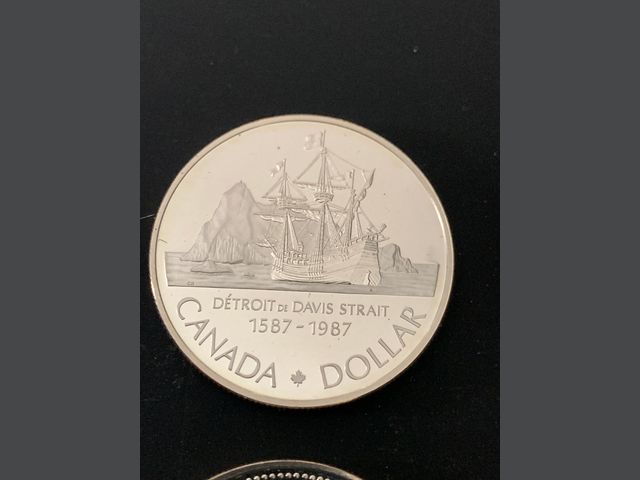 DÉTROIT DE DAVIS STRAIT
1587-1987
CANADA DOLLAR